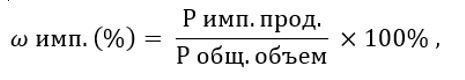 ω имп. (%) = Р имп. прод. / Р общ. объем × 100% ,